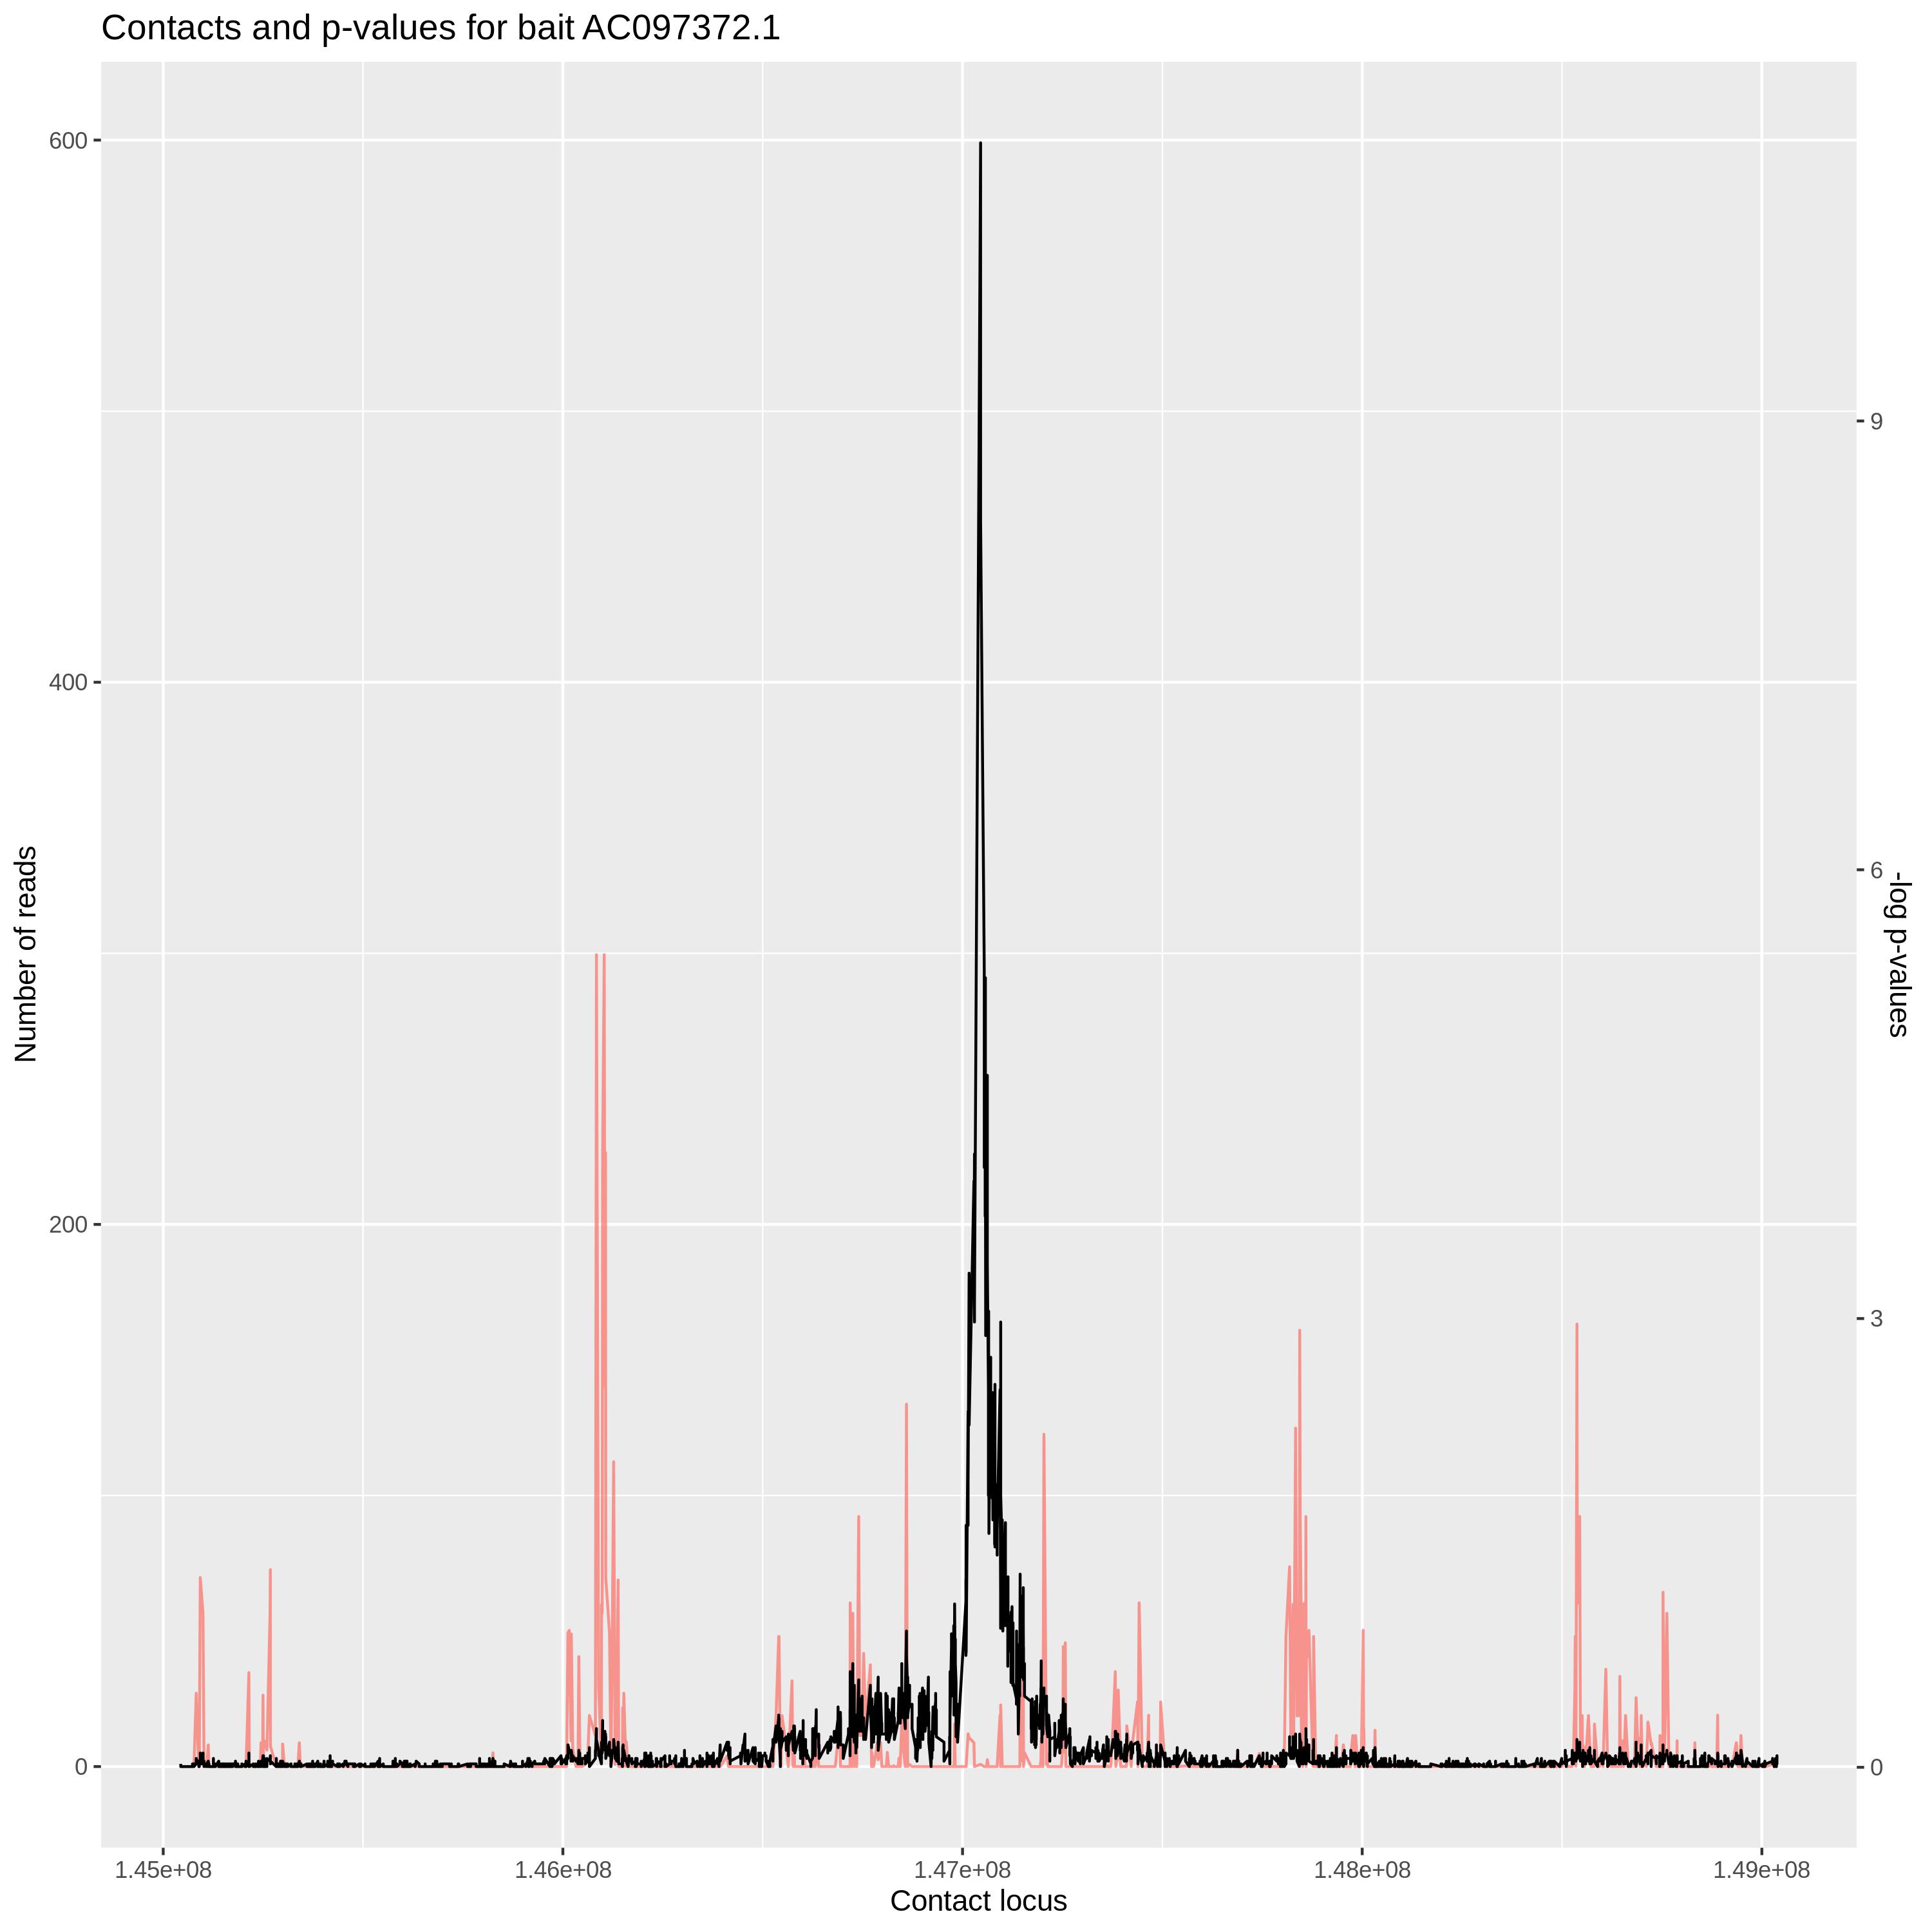 Contacts and p-values for bait AC097372.1
600
400
200
0
Number of reads
9
6
3
0
-log p-values
1.45e+08
1.46e+08
1.47e+08
1.48e+08
1.49e+08
Contact locus